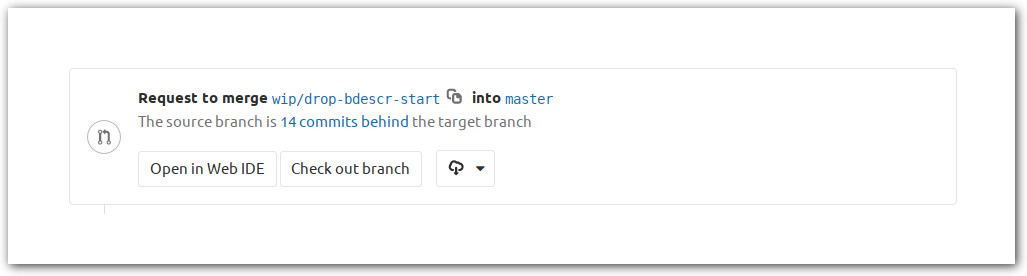 Request to merge wip/drop-bdescr-start into master
The source branch is 14 commits behind the target branch
Open in Web IDE Check out branch